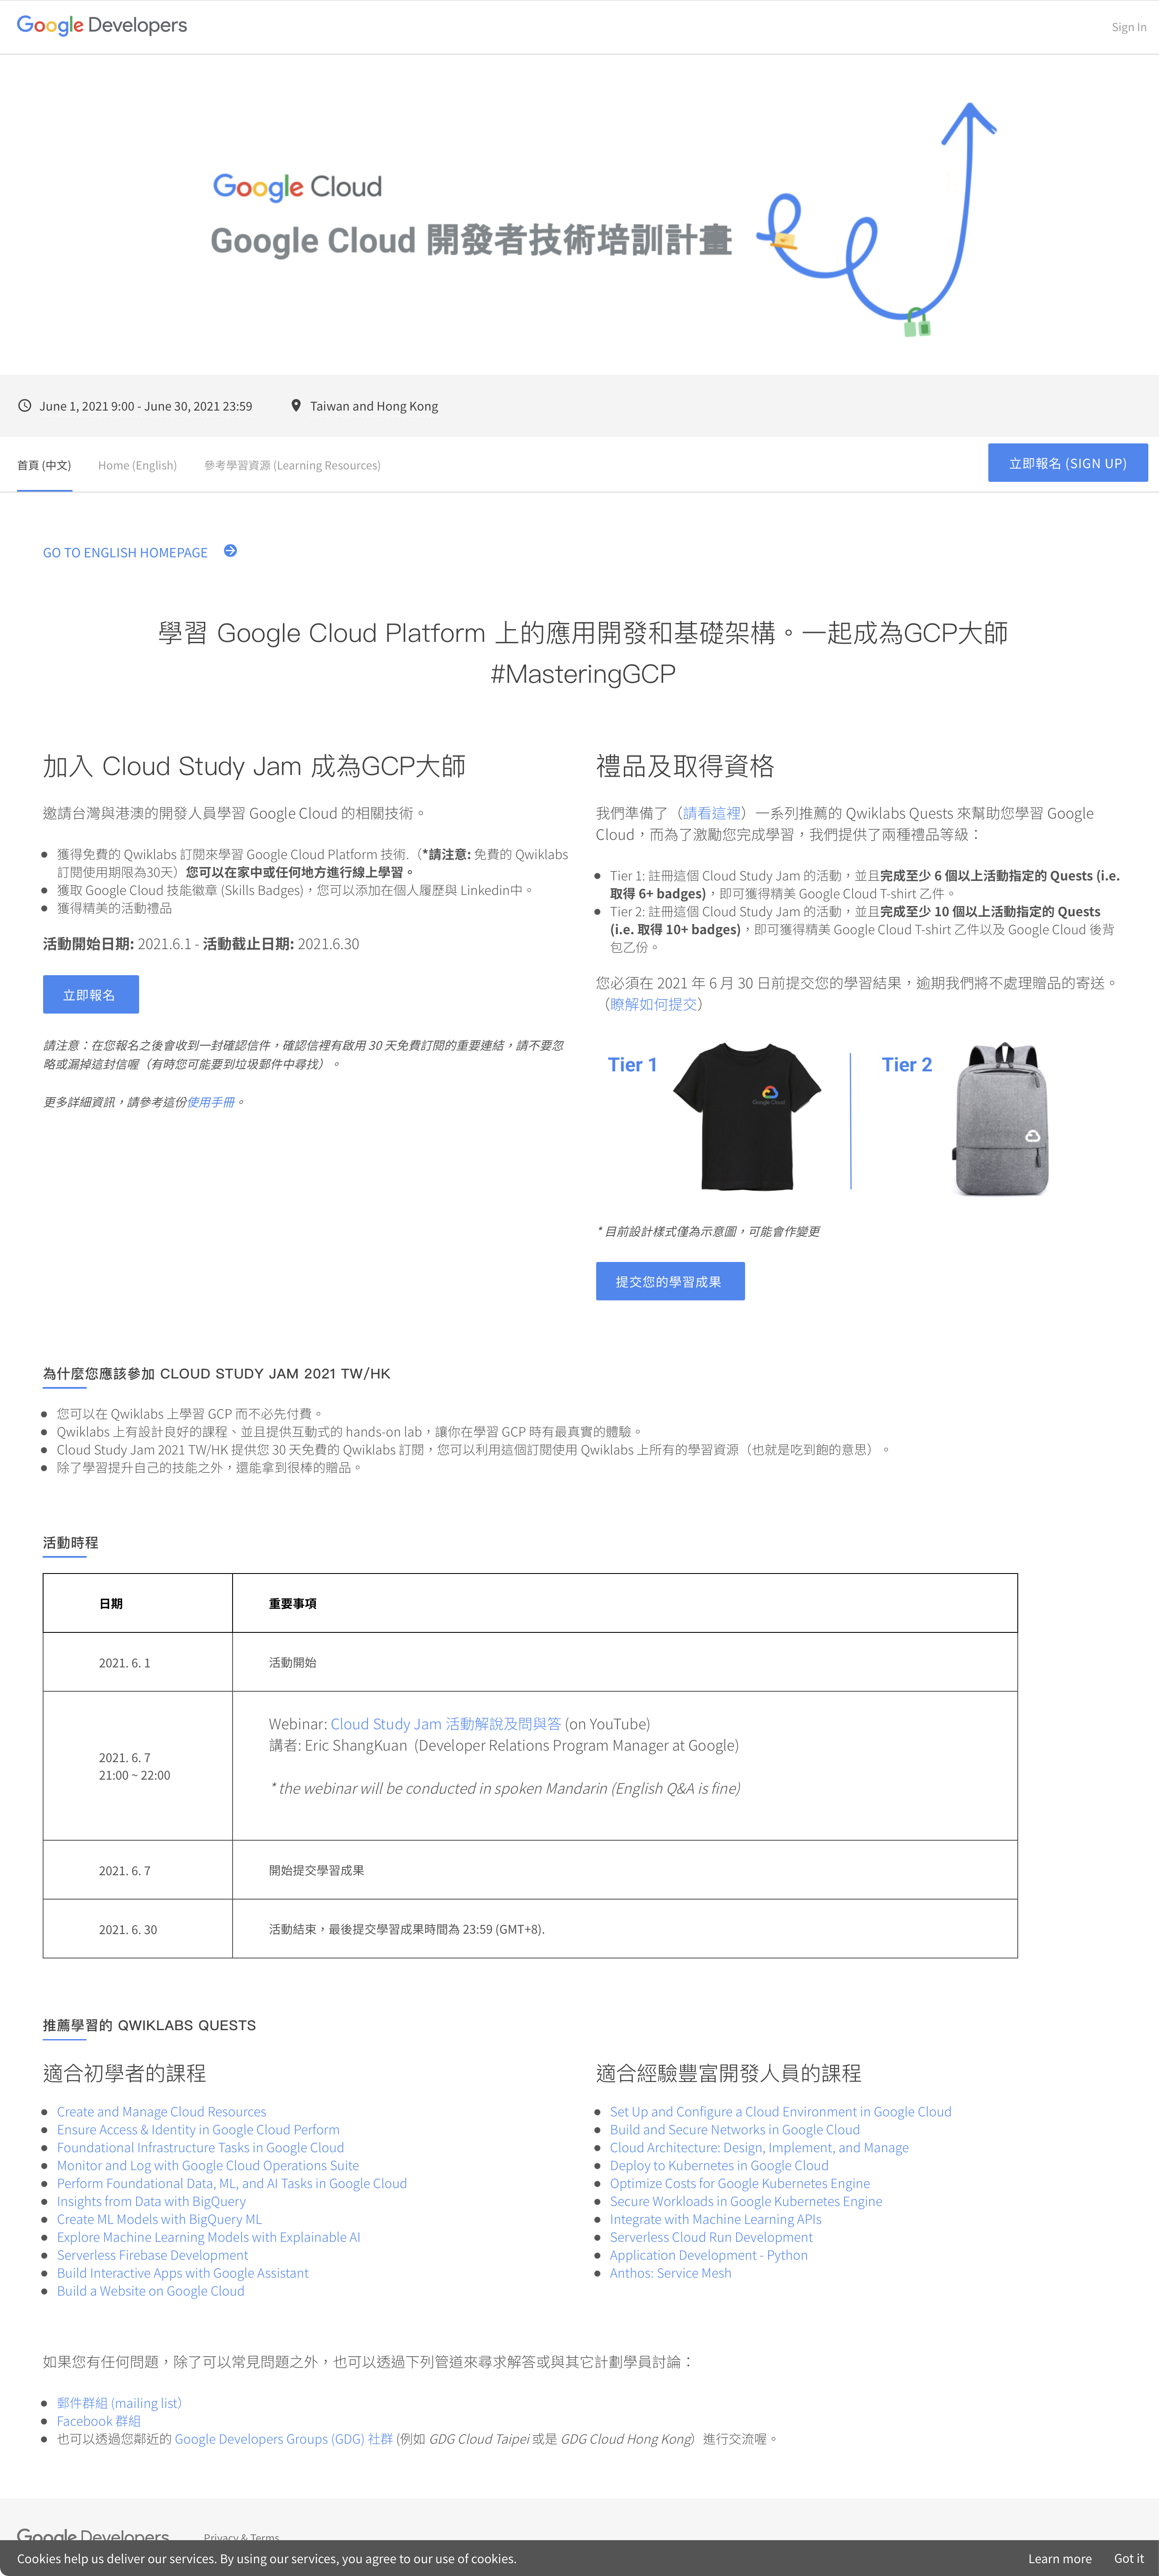 Google Developers
Sign In
Google Cloud
Google Cloud 開發者技術培訓計畫
June 1, 2021 9:00 - June 30, 2021 23:59
Taiwan and Hong Kong
首頁 (中文)
Home (English)
參考學習資源 (Learning Resources)
立即報名 (SIGN UP)
GO TO ENGLISH HOMEPAGE
學習 Google Cloud Platform 上的應用開發和基礎架構。一起成為GCP大師
#MasteringGCP
加入 Cloud Study Jam 成為GCP大師
邀請台灣與港澳的開發人員學習 Google Cloud 的相關技術。
獲得免費的 Qwiklabs 訂閱來學習 Google Cloud Platform 技術.（*請注意: 免費的 Qwiklabs
訂閱使用期限為30天）您可以在家中或任何地方進行線上學習。
獲取 Google Cloud 技能徽章 (Skills Badges)，您可以添加在個人履歷與 Linkedin中。
獲得精美的活動禮品
活動開始日期: 2021.6.1 - 活動截止日期: 2021.6.30
立即報名
請注意：在您報名之後會收到一封確認信件，確認信裡有啟用 30 天免費訂閱的重要連結，請不要忽
略或漏掉這封信喔（有時您可能要到垃圾郵件中尋找）。
更多詳細資訊，請參考這份使用手冊。
禮品及取得資格
我們準備了（請看這裡）一系列推薦的 Qwiklabs Quests 來幫助您學習 Google
Cloud，而為了激勵您完成學習，我們提供了兩種禮品等級：
Tier 1: 註冊這個 Cloud Study Jam 的活動，並且完成至少 6 個以上活動指定的 Quests (i.e.
取得 6+ badges)，即可獲得精美 Google Cloud T-shirt 乙件。
Tier 2: 註冊這個 Cloud Study Jam 的活動，並且完成至少 10 個以上活動指定的 Quests
(i.e. 取得 10+ badges)，即可獲得精美 Google Cloud T-shirt 乙件以及 Google Cloud 後背
包乙份。
您必須在 2021 年 6 月 30 日前提交您的學習結果，逾期我們將不處理贈品的寄送。
（瞭解如何提交）
Tier 1
Google Cloud
Tier 2
* 目前設計樣式僅為示意圖，可能會作變更
提交您的學習成果
為什麼您應該參加 CLOUD STUDY JAM 2021 TW/HK
您可以在 Qwiklabs 上學習 GCP 而不必先付費。
Qwiklabs 上有設計良好的課程、並且提供互動式的 hands-on lab，讓你在學習 GCP 時有最真實的體驗。
Cloud Study Jam 2021 TW/HK 提供您 30 天免費的 Qwiklabs 訂閱，您可以利用這個訂閱使用 Qwiklabs 上所有的學習資源（也就是吃到飽的意思）。
除了學習提升自己的技能之外，還能拿到很棒的贈品。
活動時程
日期
重要事項
2021. 6. 1
活動開始
2021. 6. 7
21:00 ~ 22:00
Webinar: Cloud Study Jam 活動解說及問與答 (on YouTube)
講者: Eric ShangKuan (Developer Relations Program Manager at Google)
* the webinar will be conducted in spoken Mandarin (English Q&A is fine)
2021. 6. 7
開始提交學習成果
2021. 6. 30
活動結束，最後提交學習成果時間為 23:59 (GMT+8).
推薦學習的 QWIKLABS QUESTS
適合初學者的課程
Create and Manage Cloud Resources
Ensure Access & Identity in Google Cloud Perform
Foundational Infrastructure Tasks in Google Cloud
Monitor and Log with Google Cloud Operations Suite
Perform Foundational Data, ML, and AI Tasks in Google Cloud
Insights from Data with BigQuery
Create ML Models with BigQuery ML
Explore Machine Learning Models with Explainable AI
Serverless Firebase Development
Build Interactive Apps with Google Assistant
Build a Website on Google Cloud
適合經驗豐富開發人員的課程
Set Up and Configure a Cloud Environment in Google Cloud
Build and Secure Networks in Google Cloud
Cloud Architecture: Design, Implement, and Manage
Deploy to Kubernetes in Google Cloud
Optimize Costs for Google Kubernetes Engine
Secure Workloads in Google Kubernetes Engine
Integrate with Machine Learning APIs
Serverless Cloud Run Development
Application Development - Python
Anthos: Service Mesh
如果您有任何問題，除了可以常見問題之外，也可以透過下列管道來尋求解答或與其它計劃學員討論：
郵件群組 (mailing list）
Facebook 群組
也可以透過您鄰近的 Google Developers Groups (GDG) 社群 (例如 GDG Cloud Taipei 或是 GDG Cloud Hong Kong）進行交流喔。
Google Developers
Privacy & Terms
Cookies help us deliver our services. By using our services, you agree to our use of cookies.
Learn more
Got it